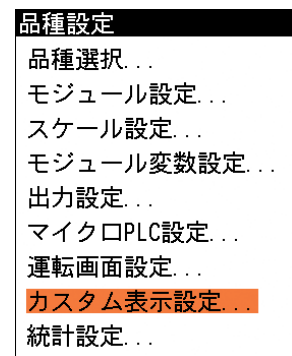 品種設定
品種選択...
モジュール設定...
スケール設定...
モジュール変数設定...
出力設定...
マイクロPLC設定...
運転画面設定...
カスタム表示設定...
統計設定...